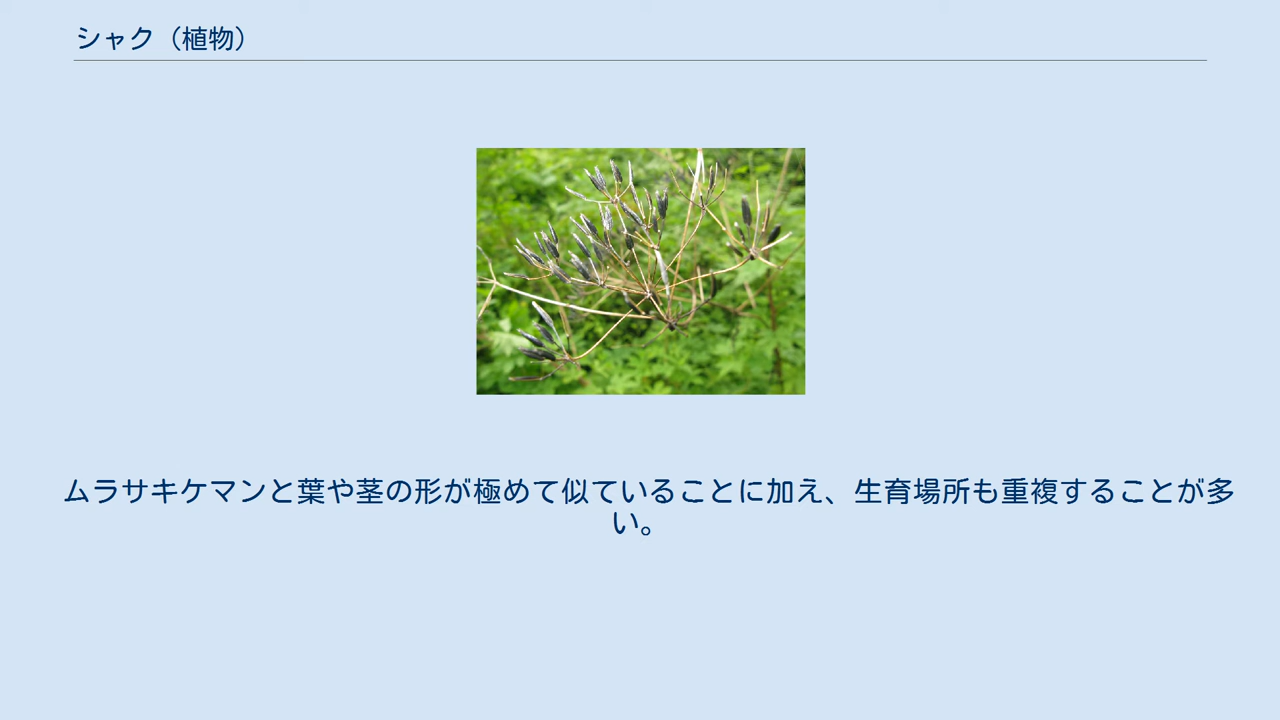 シャク（植物）
ムラサキケマンと葉や茎の形が極めて似ていることに加え、生育場所も重複することが多
い。